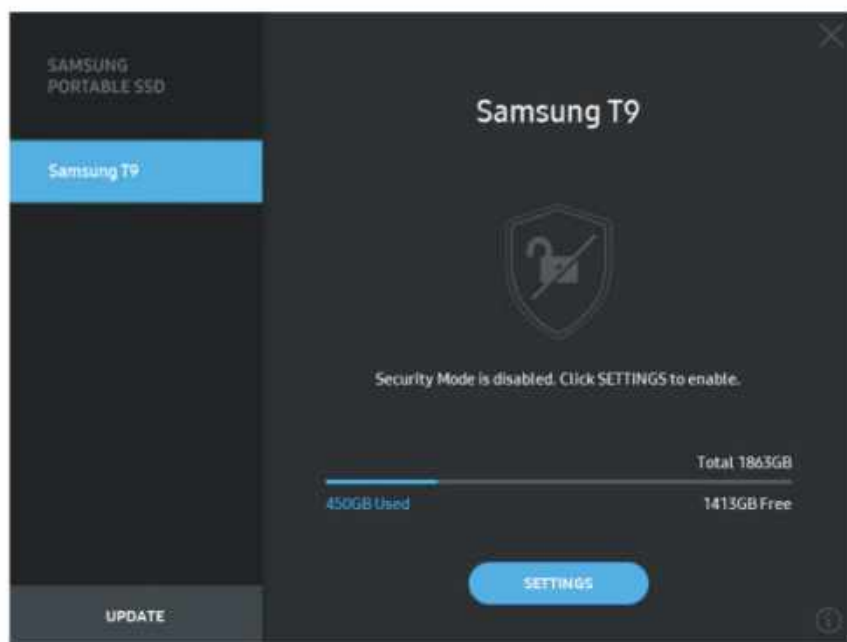 SAMSUNG
PORTABLE SSD
Samsung T9
UPDATE
Samsung T9
Security Mode is disabled. Click SETTINGS to enable.
Total 1863GB
450GB Used
1413GB Free
SETTINGS